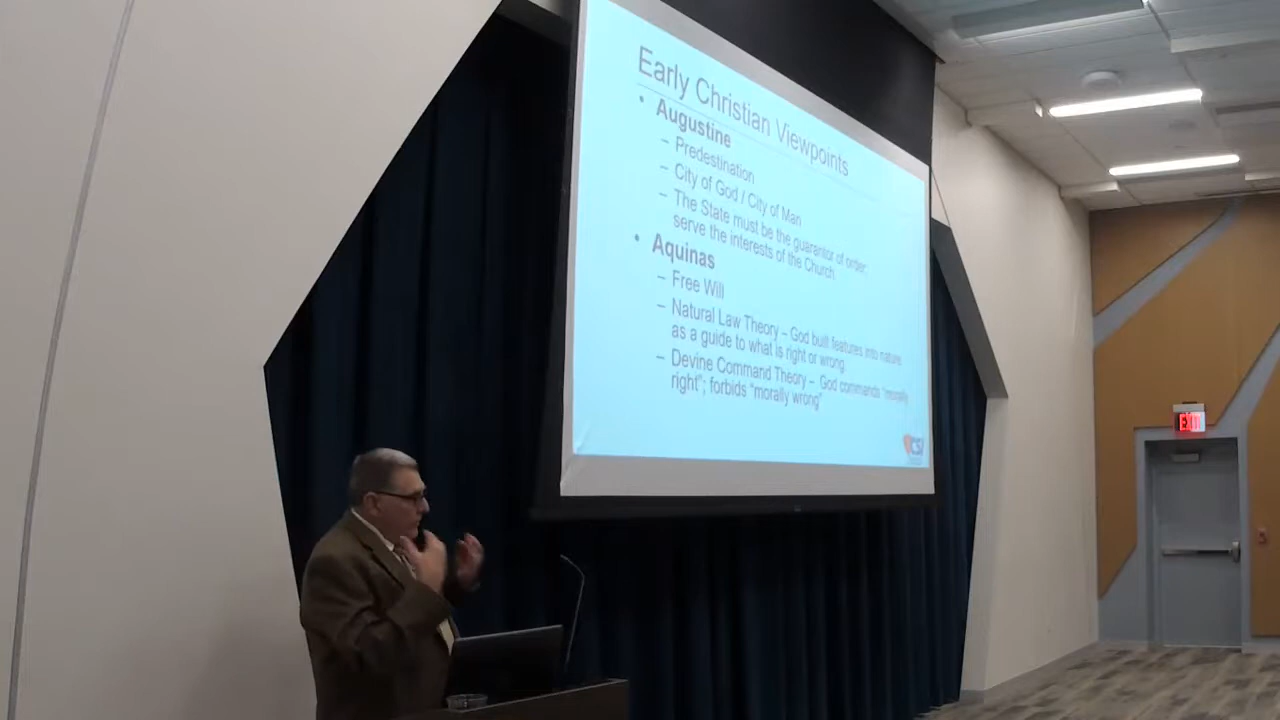 Early Christian Viewpoints
• Augustine
– Predestination
– City of God / City of Man
– The State must be the guarantor of order;
serve the interests of the Church.
• Aquinas
– Free Will
– Natural Law Theory – God built features into nature
as a guide to what is right or wrong.
– Devine Command Theory – God commands "morally
right"; forbids "morally wrong"
CSI
EXIT